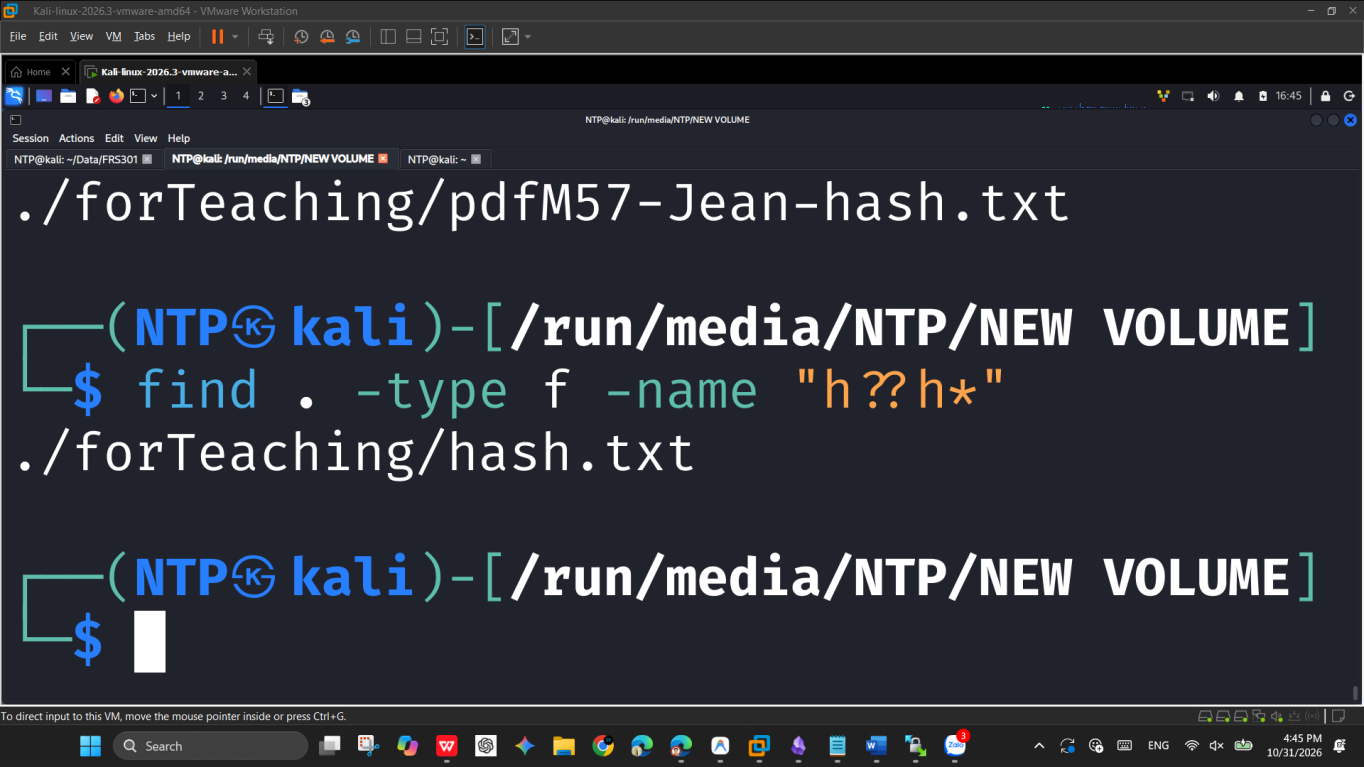 Kali-linux-2026.3-vmware-amd64 - VMware Workstation
File Edit View VM Tabs Help
Home Kali-linux-2026.3-vmware-a...
1 2 3 4 3 16:45
NTP@kali: /run/media/NTP/NEW VOLUME
Session Actions Edit View Help
NTP@kali: ~/Data/FRS301 NTP@kali: /run/media/NTP/NEW VOLUME NTP@kali: ~
./forTeaching/pdfM57-Jean-hash.txt
┌──(NTP㉿kali)-[/run/media/NTP/NEW VOLUME]
└─$ find . -type f -name "h??h*"
./forTeaching/hash.txt
┌──(NTP㉿kali)-[/run/media/NTP/NEW VOLUME]
└─$
To direct input to this VM, move the mouse pointer inside or press Ctrl+G.
Search Zalo 3 ENG 4:45 PM
10/31/2026